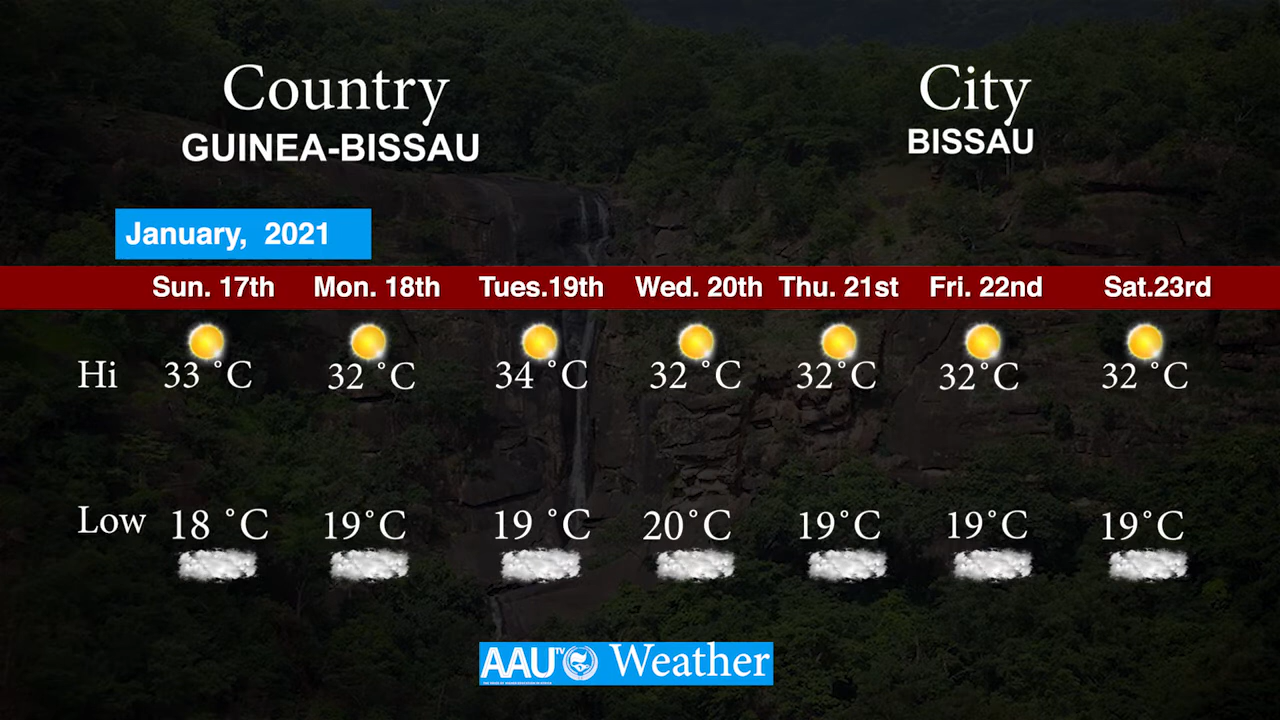 Country
GUINEA-BISSAU
City
BISSAU
January, 2021
Sun. 17th Mon. 18th Tues.19th Wed. 20th Thu. 21st Fri. 22nd Sat.23rd
Hi 33 °C 32 °C 34 °C 32 °C 32°C 32°C 32 °C
Low 18 °C 19°C 19 °C 20°C 19°C 19°C 19°C
AAU TV Weather